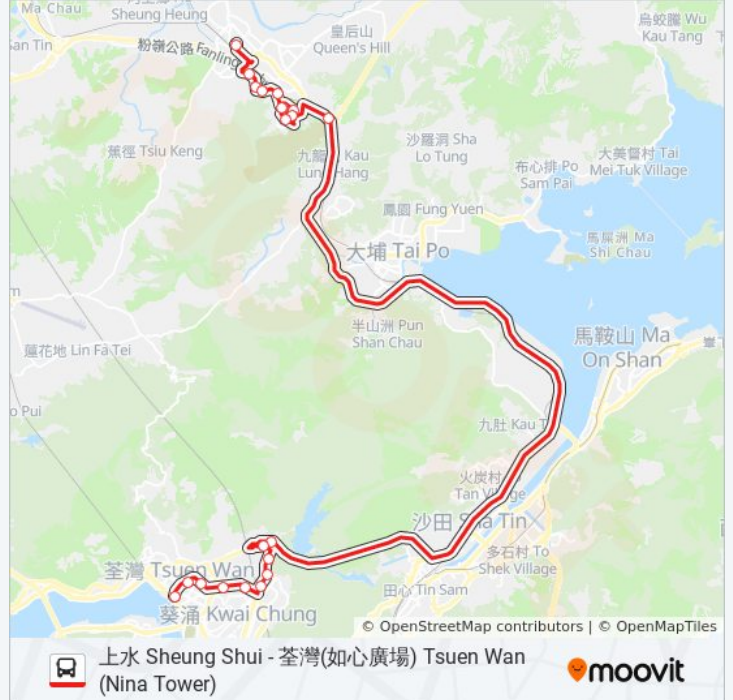 Ma Chau
Sheung Heung
皇后山
Queen's Hill
烏蛟騰 Wu
Kau Tang
San Tin
粉嶺公路 Fanling
蕉徑 Tsiu Keng
九龍 Kau
Lung Hang
沙羅洞 Sha
Lo Tung
布心排 Po
Sam Pai
大美督村 Tai
Mei Tuk Village
鳳園 Fung Yuen
馬屎洲 Ma
Shi Chau
大埔 Tai Po
半山洲 Pun
Shan Chau
馬鞍山 Ma
On Shan
蓮花地 Lin Fa Tei
o Pui
九肚 Kau T
火炭村
Tan Village
沙田 Sha Tin
多石村 To
Shek Village
荃灣 Tsuen Wan
田心 Tin Sam
葵涌 Kwai Chung
© OpenStreetMap contributors | © OpenMapTiles
上水 Sheung Shui - 荃灣(如心廣場) Tsuen Wan
(Nina Tower)
moovit